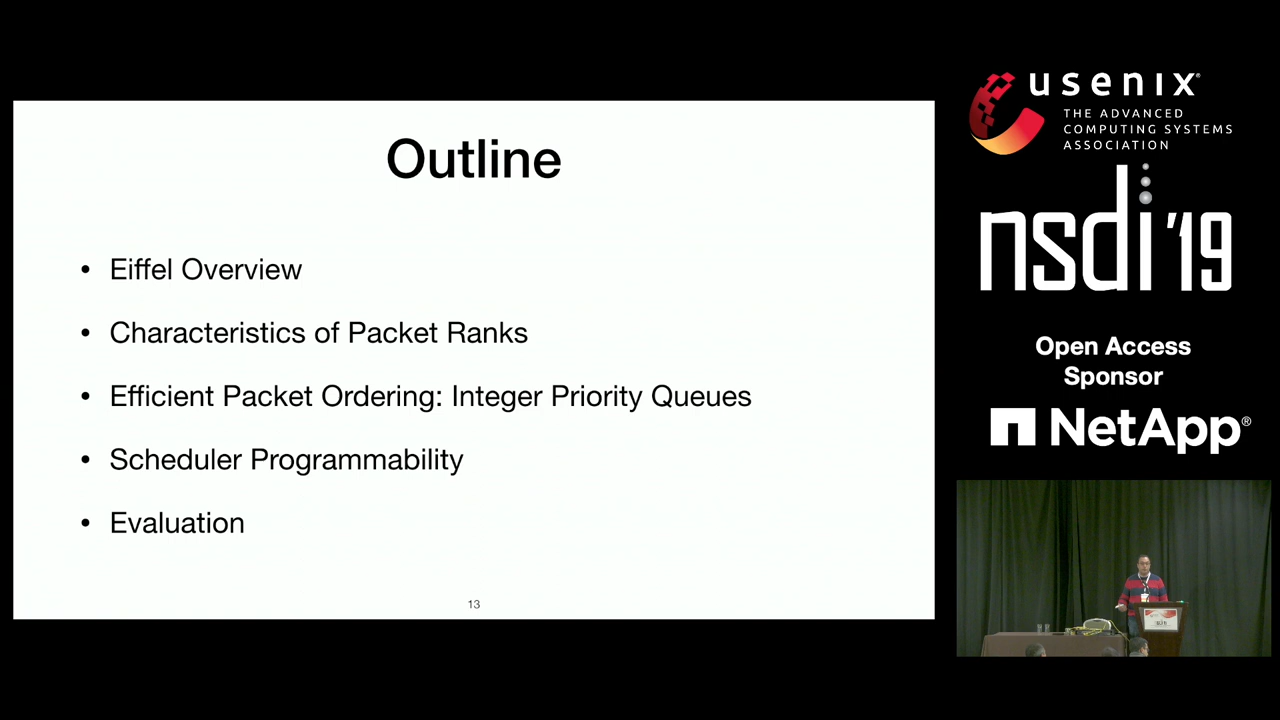 Outline
• Eiffel Overview
• Characteristics of Packet Ranks
• Efficient Packet Ordering: Integer Priority Queues
• Scheduler Programmability
• Evaluation
13
usenix®
THE ADVANCED
COMPUTING SYSTEMS
ASSOCIATION
nsdi '19
Open Access
Sponsor
NetApp®